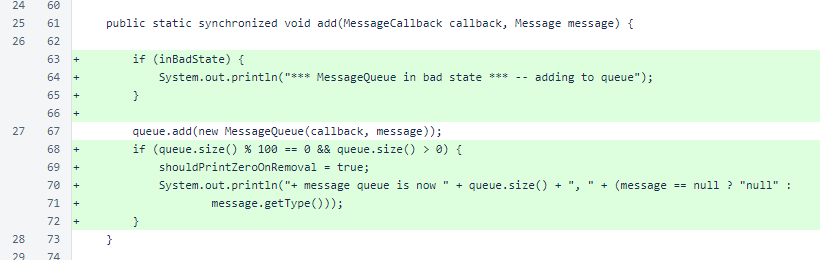 24 60
25 61 public static synchronized void add(MessageCallback callback, Message message) {
26 62
63 + if (inBadState) {
64 + System.out.println("*** MessageQueue in bad state *** -- adding to queue");
65 + }
66 +
27 67 queue.add(new MessageQueue(callback, message));
68 + if (queue.size() % 100 == 0 && queue.size() > 0) {
69 + shouldPrintZeroOnRemoval = true;
70 + System.out.println("+ message queue is now " + queue.size() + ", " + (message == null ? "null" :
71 + message.getType()));
72 + }
28 73 }
29 74